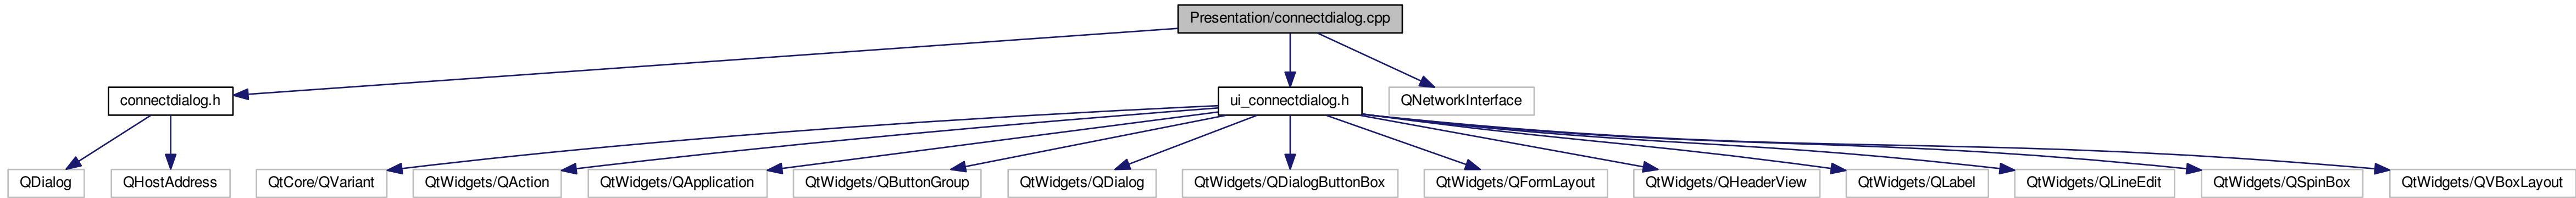 Presentation/connectdialog.cpp
connectdialog.h
ui_connectdialog.h
QNetworkInterface
QDialog
QHostAddress
QtCore/QVariant
QtWidgets/QAction
QtWidgets/QApplication
QtWidgets/QButtonGroup
QtWidgets/QDialog
QtWidgets/QDialogButtonBox
QtWidgets/QFormLayout
QtWidgets/QHeaderView
QtWidgets/QLabel
QtWidgets/QLineEdit
QtWidgets/QSpinBox
QtWidgets/QVBoxLayout